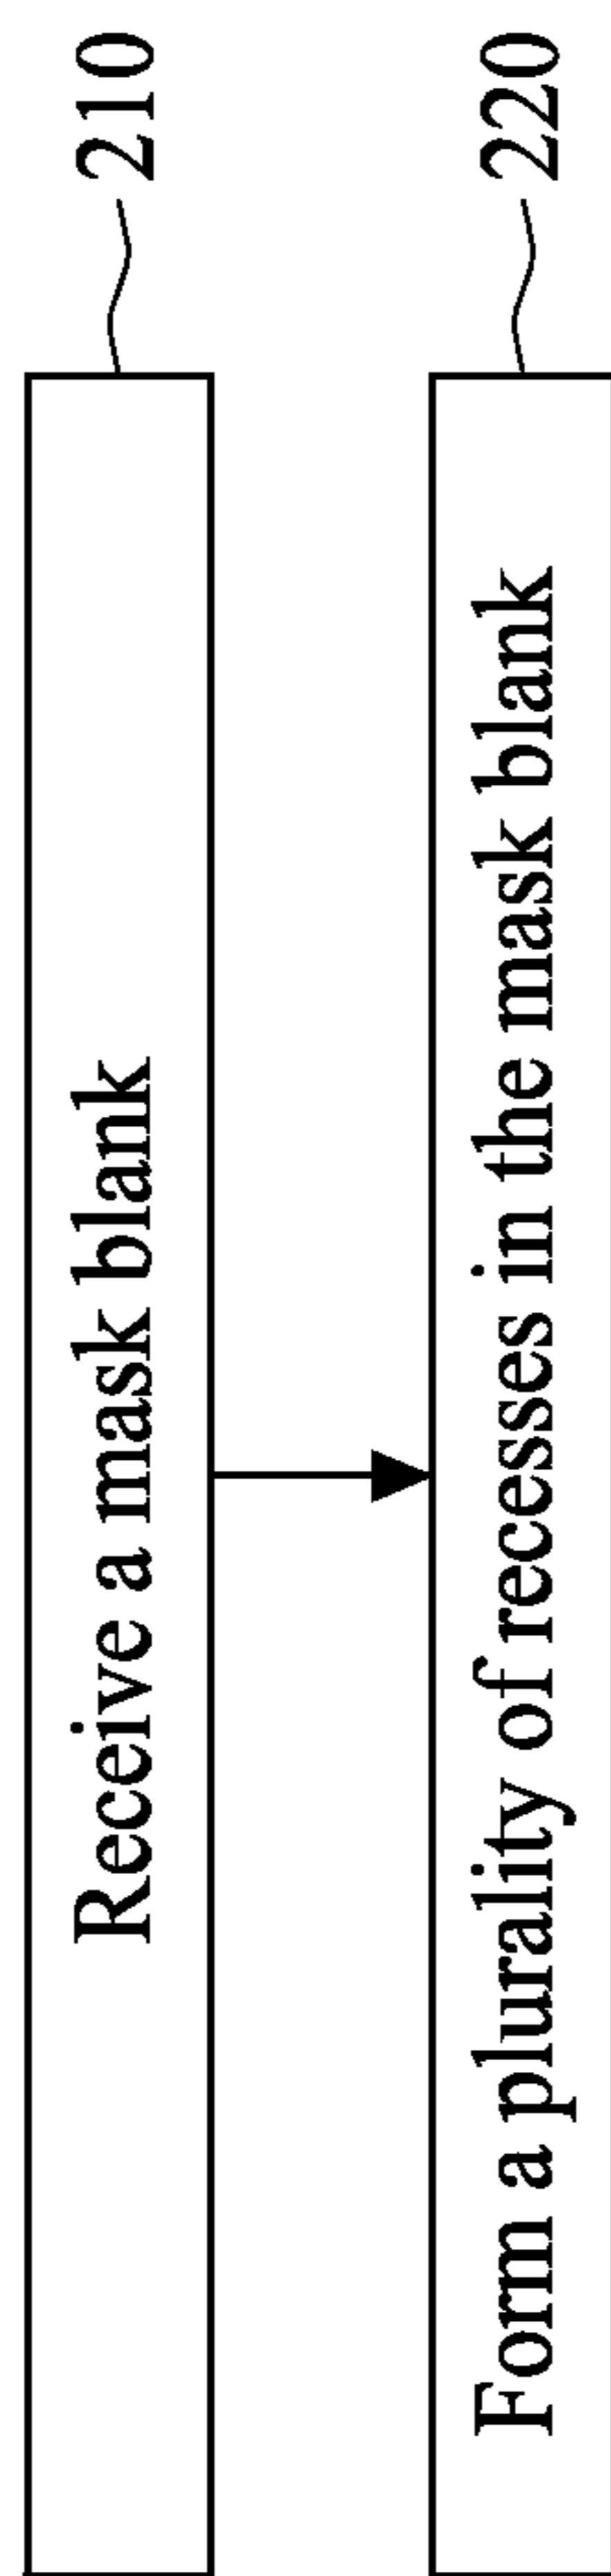 Receive a mask blank
210
Form a plurality of recesses in the mask blank
220